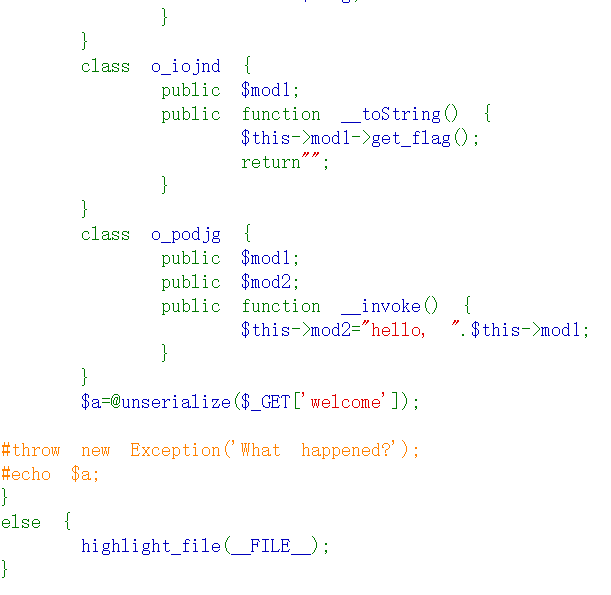 }
}
class o_iojnd {
public $mod1;
public function __toString() {
$this->mod1->get_flag();
return"";
}
}
class o_podjg {
public $mod1;
public $mod2;
public function __invoke() {
$this->mod2="hello, ".$this->mod1;
}
}
$a=@unserialize($_GET['welcome']);
#throw new Exception('What happened?');
#echo $a;
}
else {
highlight_file(__FILE__);
}